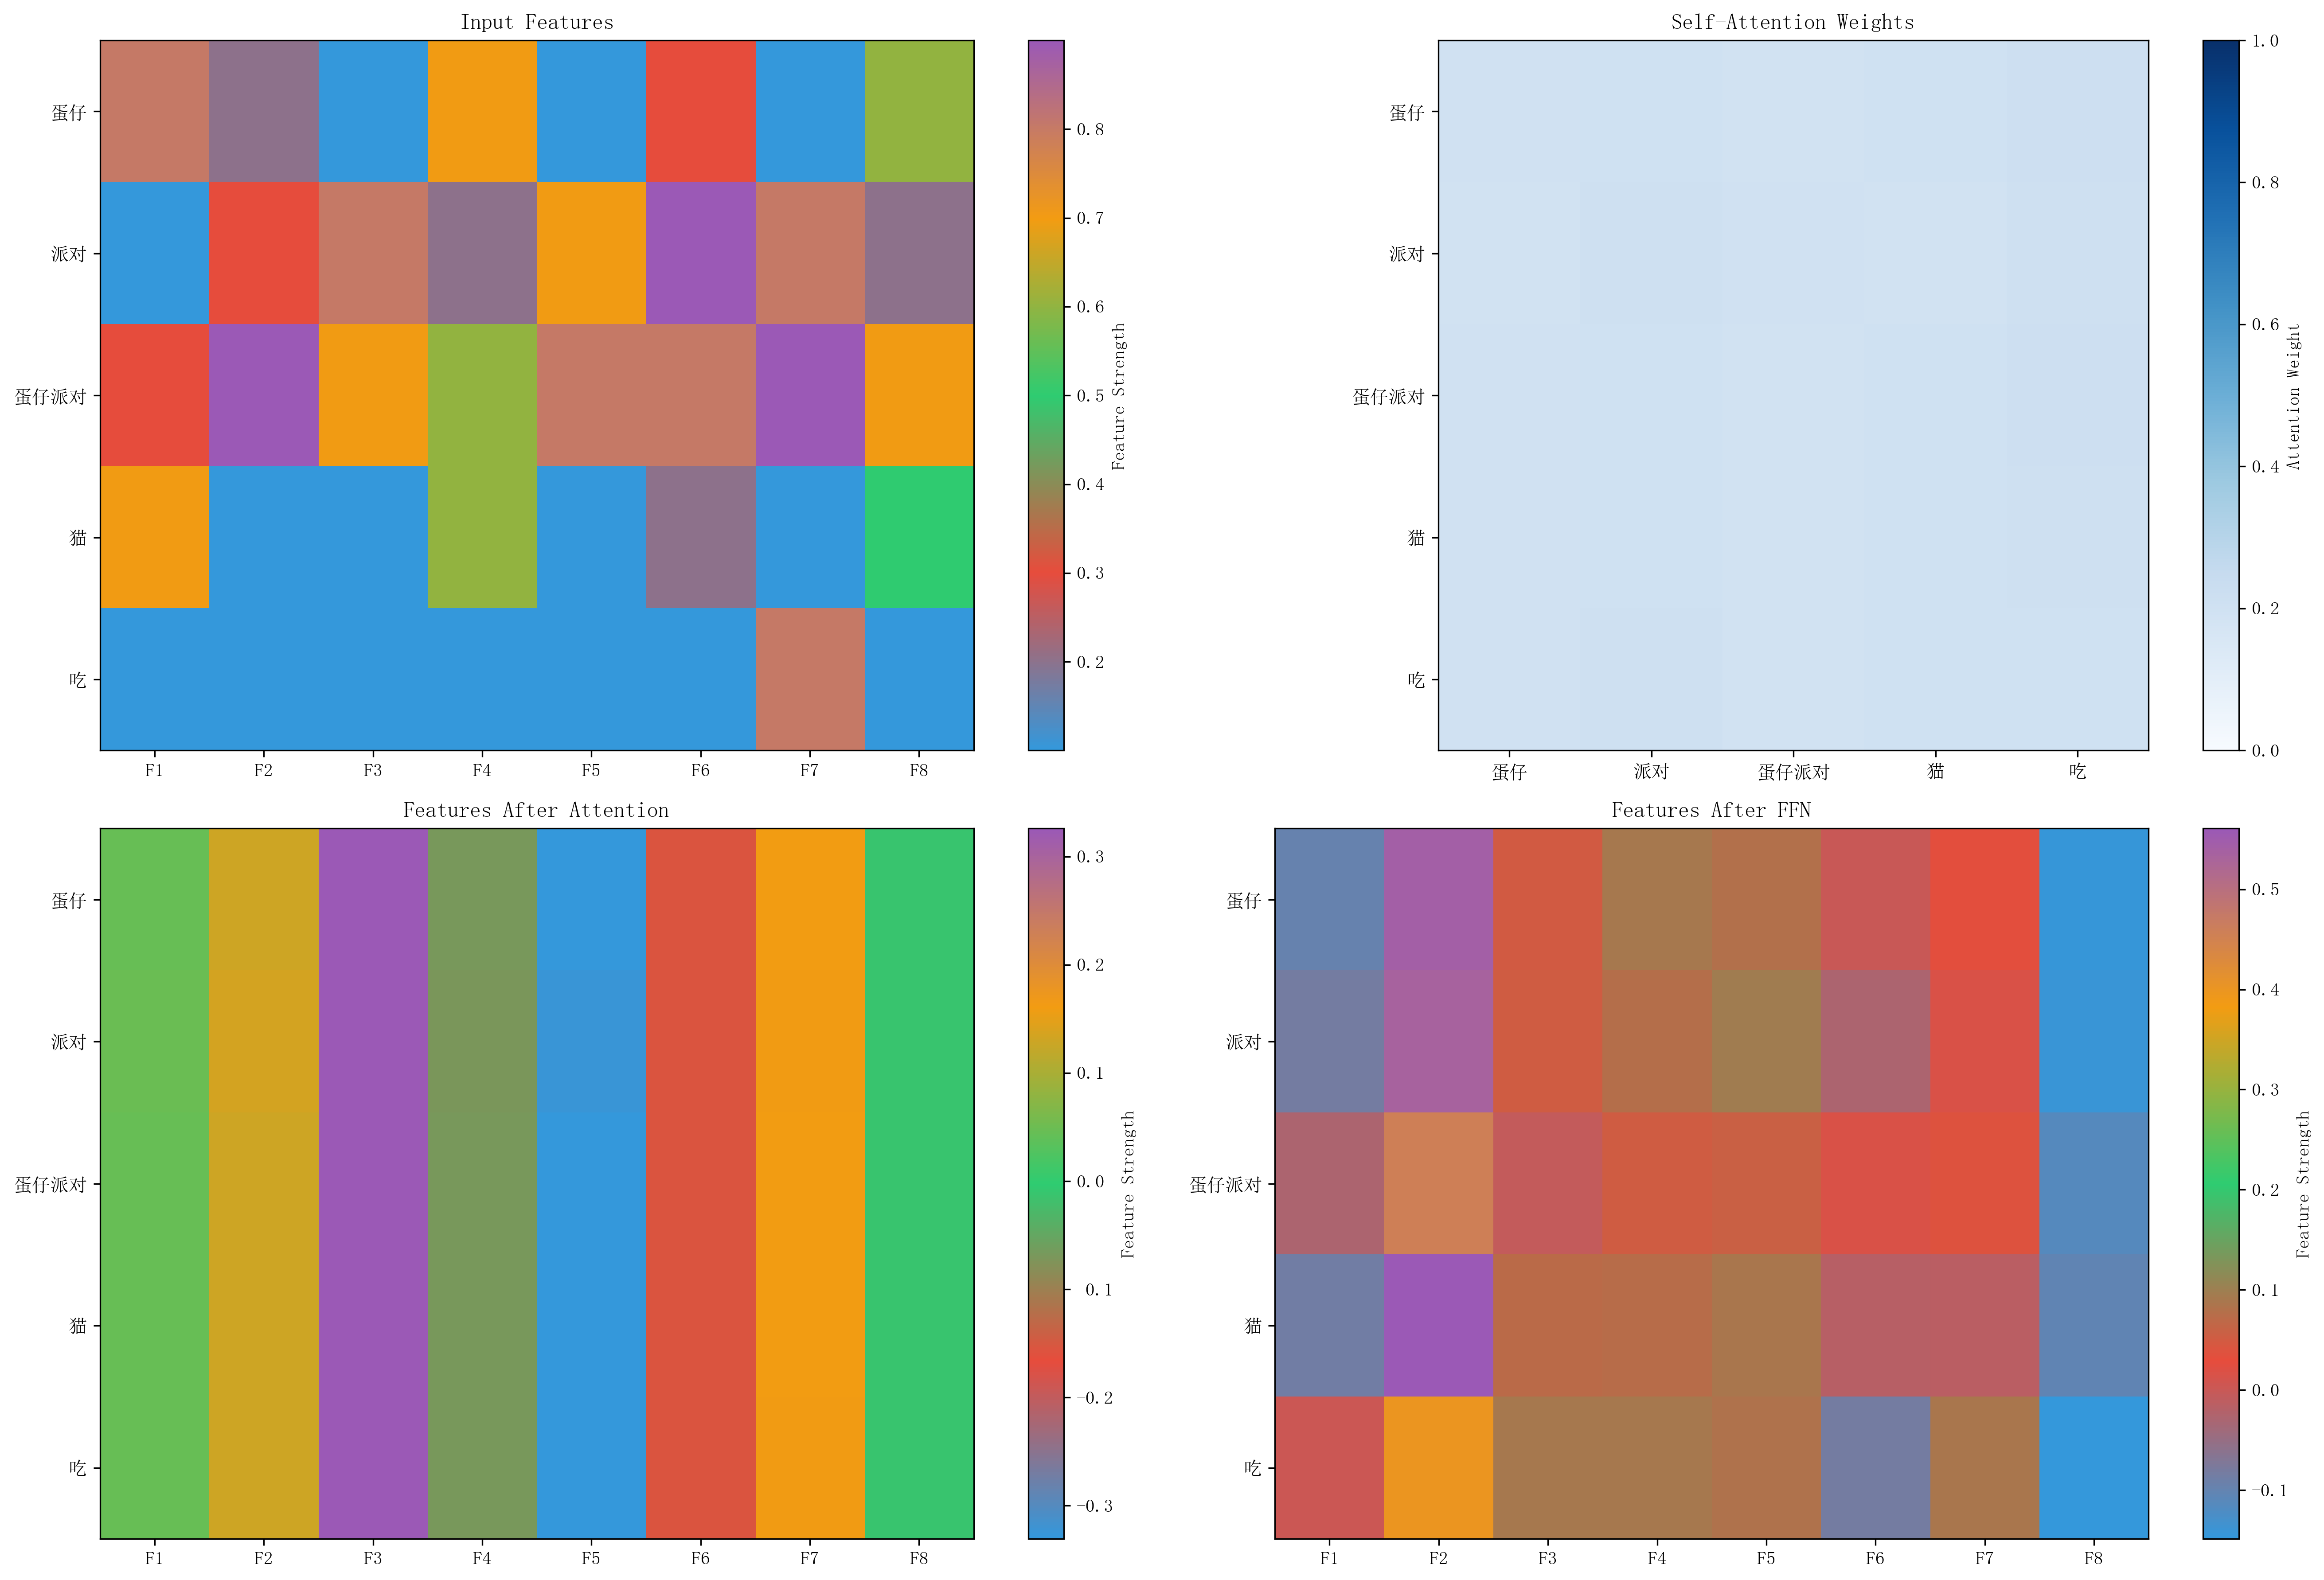 Input Features
蛋仔
派对
蛋仔派对
猫
吃
F1 F2 F3 F4 F5 F6 F7 F8
0.8
0.7
0.6
0.5
0.4
0.3
0.2
Feature Strength
Self-Attention Weights
蛋仔
派对
蛋仔派对
猫
吃
蛋仔 派对 蛋仔派对 猫 吃
1.0
0.8
0.6
0.4
0.2
0.0
Attention Weight
Features After Attention
蛋仔
派对
蛋仔派对
猫
吃
F1 F2 F3 F4 F5 F6 F7 F8
0.3
0.2
0.1
0.0
−0.1
−0.2
−0.3
Feature Strength
Features After FFN
蛋仔
派对
蛋仔派对
猫
吃
F1 F2 F3 F4 F5 F6 F7 F8
0.5
0.4
0.3
0.2
0.1
0.0
−0.1
Feature Strength